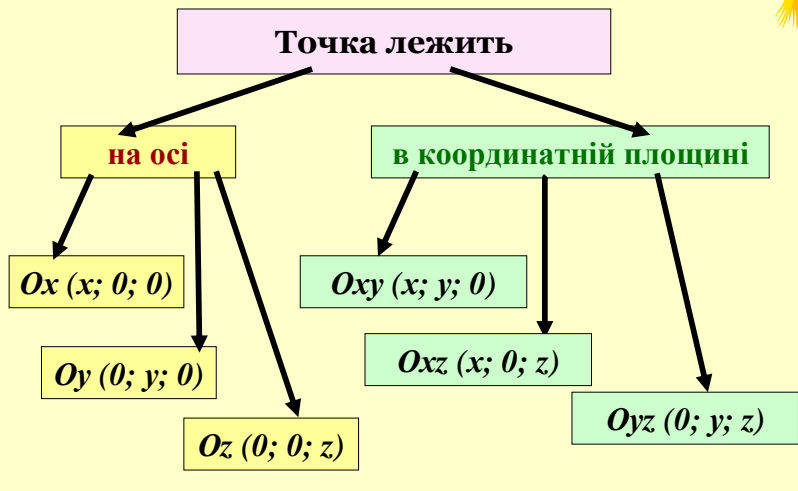 Точка лежить
на осі
в координатній площині
Ox (x; 0; 0)
Oxy (x; y; 0)
Oy (0; y; 0)
Oxz (x; 0; z)
Oz (0; 0; z)
Oyz (0; y; z)